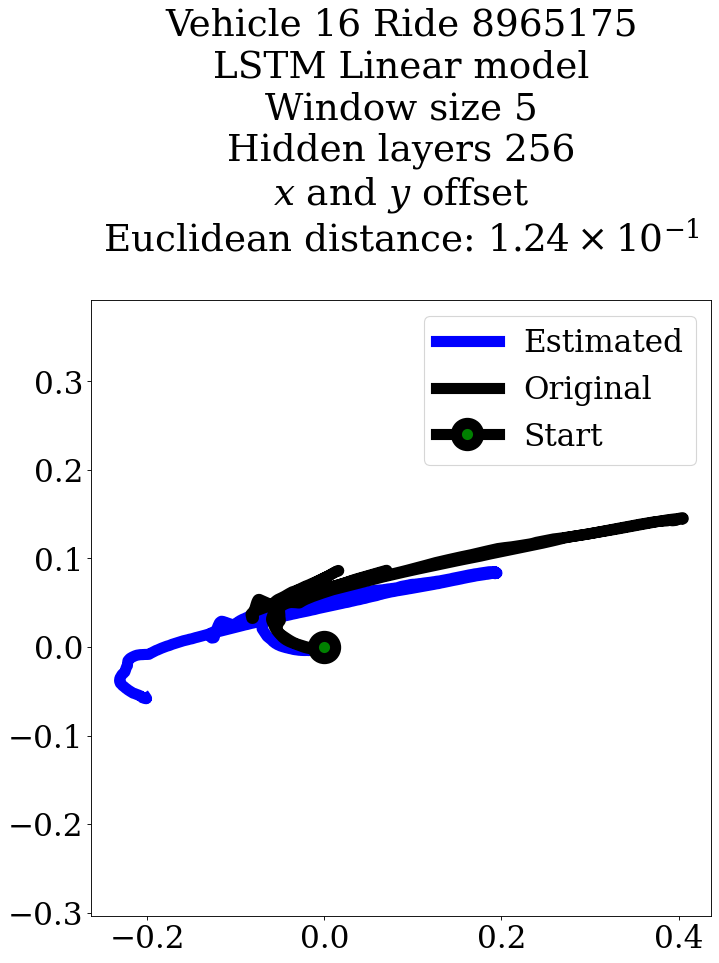 Vehicle 16 Ride 8965175
LSTM Linear model
Window size 5
Hidden layers 256
x and y offset
Euclidean distance: 1.24 × 10⁻¹
Estimated
Original
Start
0.3
0.2
0.1
0.0
−0.1
−0.2
−0.3
−0.2 0.0 0.2 0.4